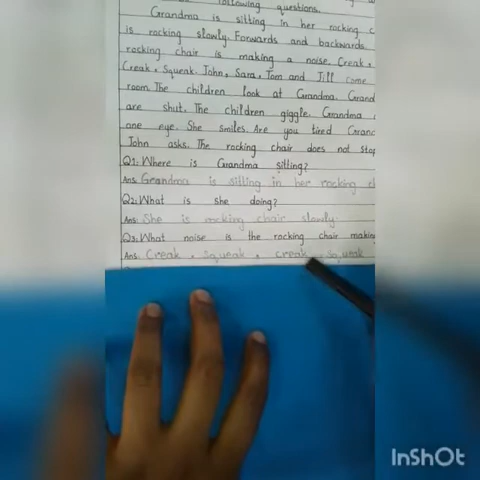 following questions.
Grandma is sitting in her rocking
is rocking slowly. Forwards and backwards
rocking chair is making a noise. Creak,
Creak, Squeak. John, Sara, Tom and Jill come
room. The children look at Grandma. Grand
are shut. The children giggle. Grandma
one eye. She smiles. Are you tired Grand
John asks. The rocking chair does not stop
Q1: Where is Grandma sitting?
Ans: Grandma is sitting in her rocking ch
Q2: What is she doing?
Ans: She is rocking chair slowly.
Q3: What noise is the rocking chair making
Ans: Creak, Squeak, creak, squeak
InShOt